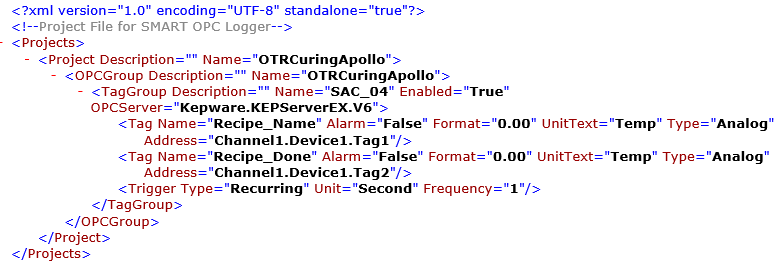 <?xml version="1.0" encoding="UTF-8" standalone="true"?>
<!--Project File for SMART OPC Logger-->
- <Projects>
- <Project Description="" Name="OTRCuringApollo">
- <OPCGroup Description="" Name="OTRCuringApollo">
- <TagGroup Description="" Name="SAC_04" Enabled="True"
OPCServer="Kepware.KEPServerEX.V6">
<Tag Name="Recipe_Name" Alarm="False" Format="0.00" UnitText="Temp" Type="Analog"
Address="Channel1.Device1.Tag1"/>
<Tag Name="Recipe_Done" Alarm="False" Format="0.00" UnitText="Temp" Type="Analog"
Address="Channel1.Device1.Tag2"/>
<Trigger Type="Recurring" Unit="Second" Frequency="1"/>
</TagGroup>
</OPCGroup>
</Project>
</Projects>